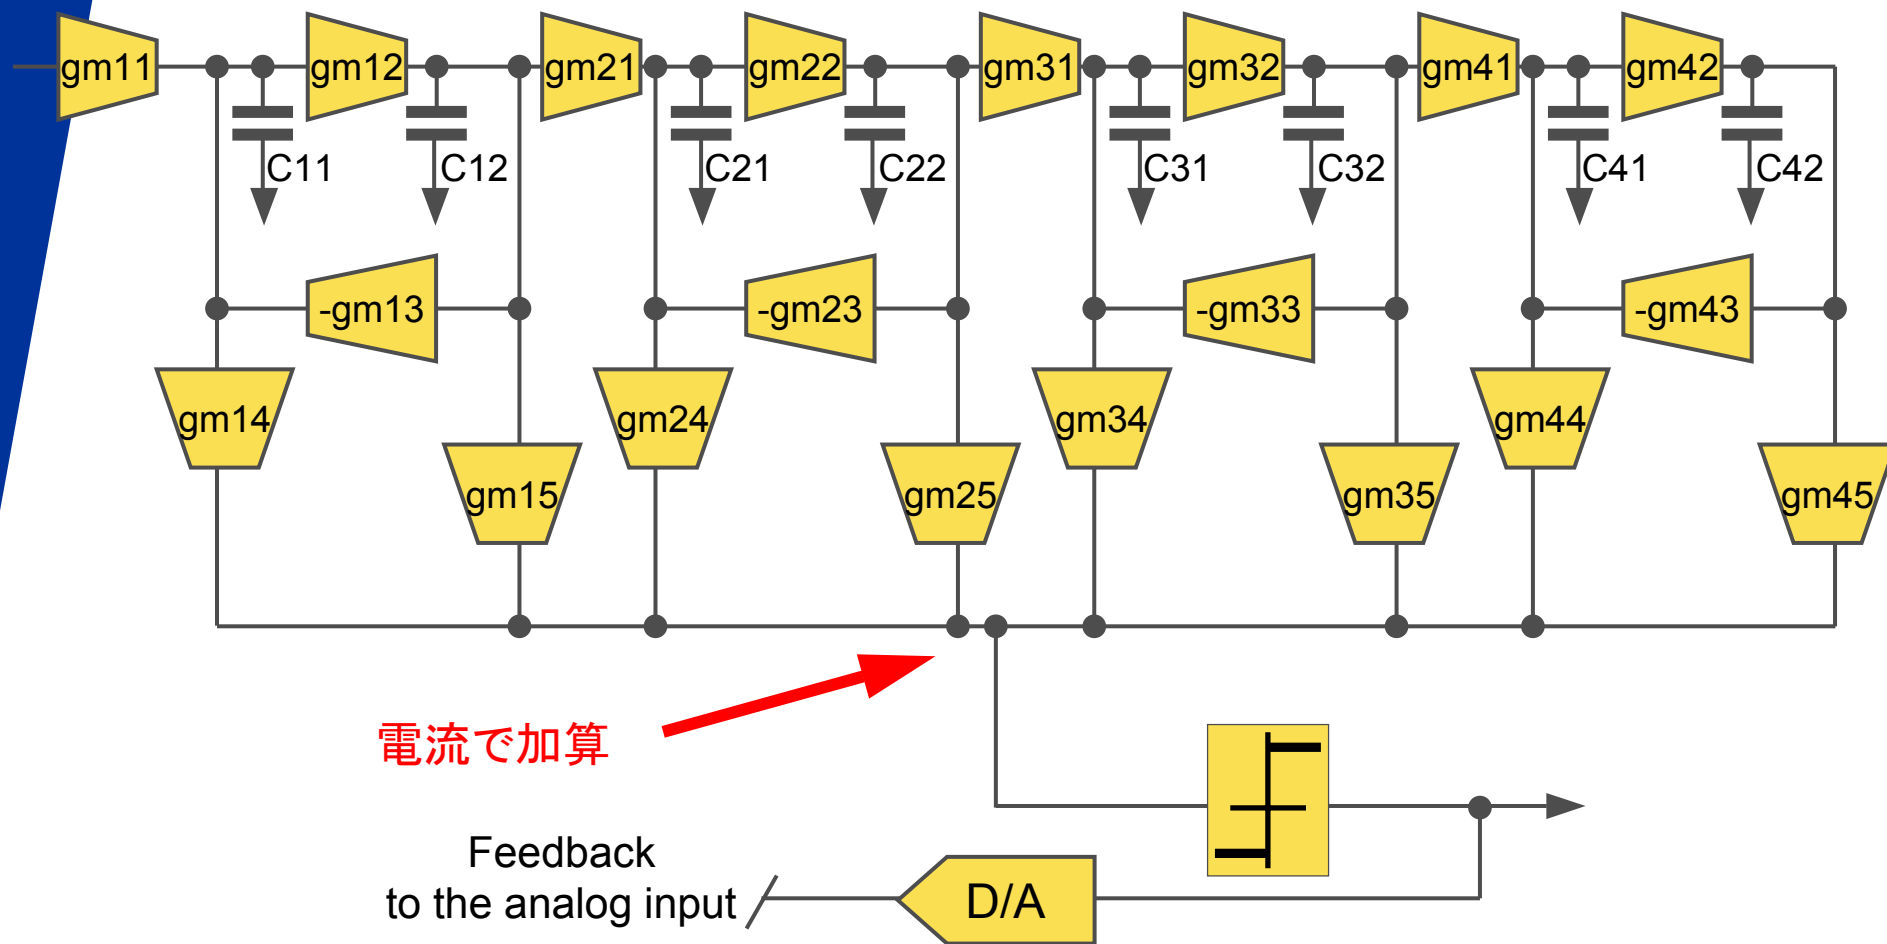 gm11
gm12
gm21
gm22
gm31
gm32
gm41
gm42
C11
C12
C21
C22
C31
C32
C41
C42
-gm13
-gm23
-gm33
-gm43
gm14
gm24
gm34
gm44
gm15
gm25
gm35
gm45
電流で加算
Feedback
to the analog input
D/A